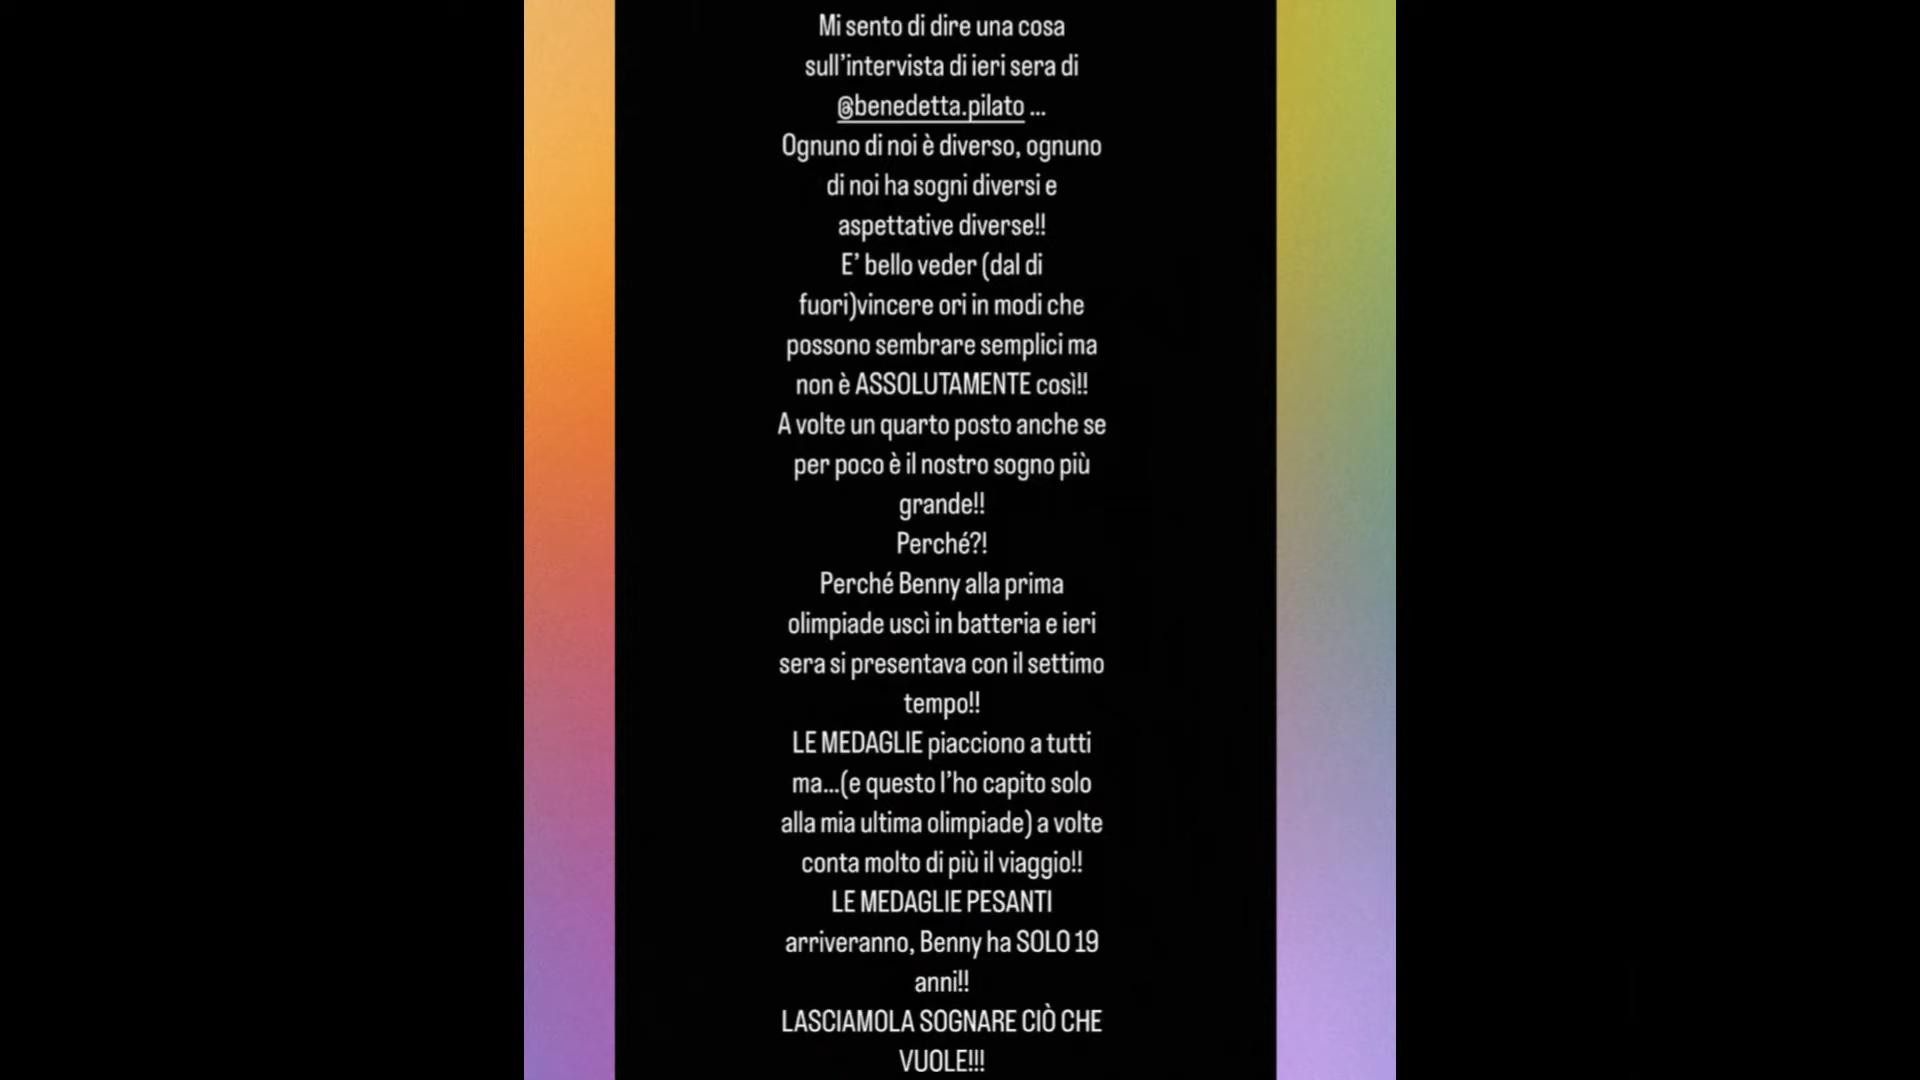 Mi sento di dire una cosa
sull'intervista di ieri sera di
@benedetta.pilato ...
Ognuno di noi è diverso, ognuno
di noi ha sogni diversi e
aspettative diverse!!
E' bello veder (dal di
fuori)vincere ori in modi che
possono sembrare semplici ma
non è ASSOLUTAMENTE così!!
A volte un quarto posto anche se
per poco è il nostro sogno più
grande!!
Perché?!
Perché Benny alla prima
olimpiade uscì in batteria e ieri
sera si presentava con il settimo
tempo!!
LE MEDAGLIE piacciono a tutti
ma...(e questo l'ho capito solo
alla mia ultima olimpiade) a volte
conta molto di più il viaggio!!
LE MEDAGLIE PESANTI
arriveranno, Benny ha SOLO 19
anni!!
LASCIAMOLA SOGNARE CIÒ CHE
VUOLE!!!